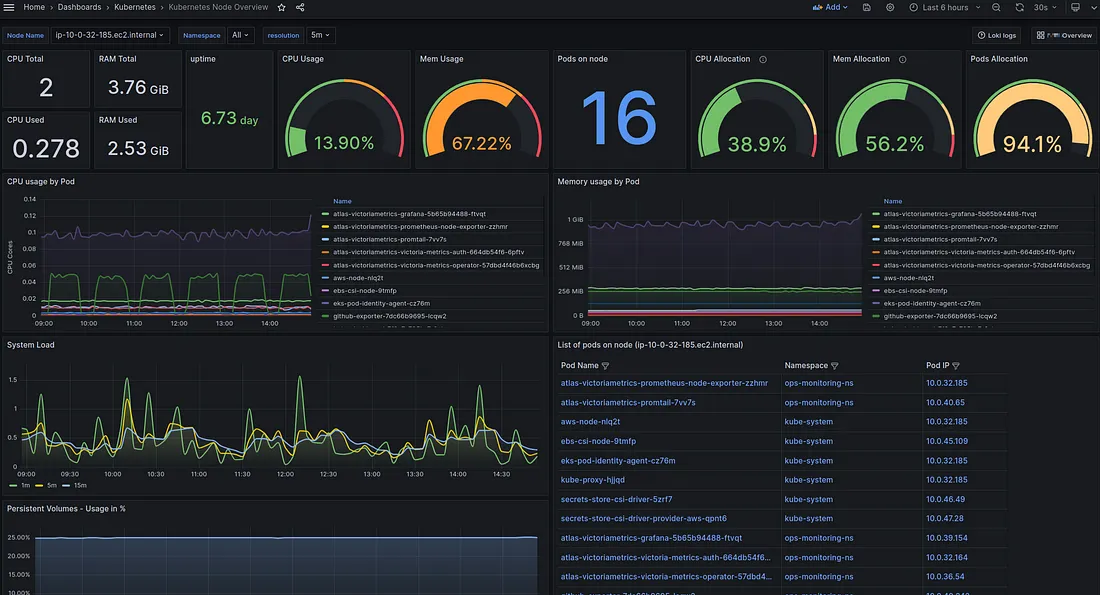 Home › Dashboards › Kubernetes › Kubernetes Node Overview
Add
Last 6 hours
30s
Node Name ip-10-0-32-185.ec2.internal Namespace All resolution 5m
Loki logs
Overview
CPU Total
2
RAM Total
3.76 GiB
uptime
6.73 day
CPU Usage
13.90%
Mem Usage
67.22%
Pods on node
16
CPU Allocation
38.9%
Mem Allocation
56.2%
Pods Allocation
94.1%
CPU Used
0.278
RAM Used
2.53 GiB
CPU usage by Pod
CPU Cores
0.14
0.12
0.1
0.08
0.06
0.04
0.02
0
09:00 10:00 11:00 12:00 13:00 14:00
Name
atlas-victoriametrics-grafana-5b65b94488-ftvqt
atlas-victoriametrics-prometheus-node-exporter-zzhmr
atlas-victoriametrics-promtail-7vv7s
atlas-victoriametrics-victoria-metrics-auth-664db54f6-6pftv
atlas-victoriametrics-victoria-metrics-operator-57dbd4f46b6xcbg
aws-node-nlq2t
ebs-csi-node-9tmfp
eks-pod-identity-agent-cz76m
github-exporter-7dc66b9695-lcqw2
Memory usage by Pod
1 GiB
768 MiB
512 MiB
256 MiB
0 B
09:00 10:00 11:00 12:00 13:00 14:00
Name
atlas-victoriametrics-grafana-5b65b94488-ftvqt
atlas-victoriametrics-prometheus-node-exporter-zzhmr
atlas-victoriametrics-promtail-7vv7s
atlas-victoriametrics-victoria-metrics-auth-664db54f6-6pftv
atlas-victoriametrics-victoria-metrics-operator-57dbd4f46b6xcbg
aws-node-nlq2t
ebs-csi-node-9tmfp
eks-pod-identity-agent-cz76m
github-exporter-7dc66b9695-lcqw2
System Load
1.5
1
0.5
0
09:00 09:30 10:00 10:30 11:00 11:30 12:00 12:30 13:00 13:30 14:00 14:30
1m 5m 15m
List of pods on node (ip-10-0-32-185.ec2.internal)
Pod Name Namespace Pod IP
atlas-victoriametrics-prometheus-node-exporter-zzhmr ops-monitoring-ns 10.0.32.185
atlas-victoriametrics-promtail-7vv7s ops-monitoring-ns 10.0.40.65
aws-node-nlq2t kube-system 10.0.32.185
ebs-csi-node-9tmfp kube-system 10.0.45.109
eks-pod-identity-agent-cz76m kube-system 10.0.32.185
kube-proxy-hjjqd kube-system 10.0.32.185
secrets-store-csi-driver-5zrf7 kube-system 10.0.46.49
secrets-store-csi-driver-provider-aws-qpnt6 kube-system 10.0.47.28
atlas-victoriametrics-grafana-5b65b94488-ftvqt ops-monitoring-ns 10.0.39.154
atlas-victoriametrics-victoria-metrics-auth-664db54f6... ops-monitoring-ns 10.0.32.164
atlas-victoriametrics-victoria-metrics-operator-57dbd4... ops-monitoring-ns 10.0.36.54
Persistent Volumes - Usage in %
25.00%
20.00%
15.00%
10.00%